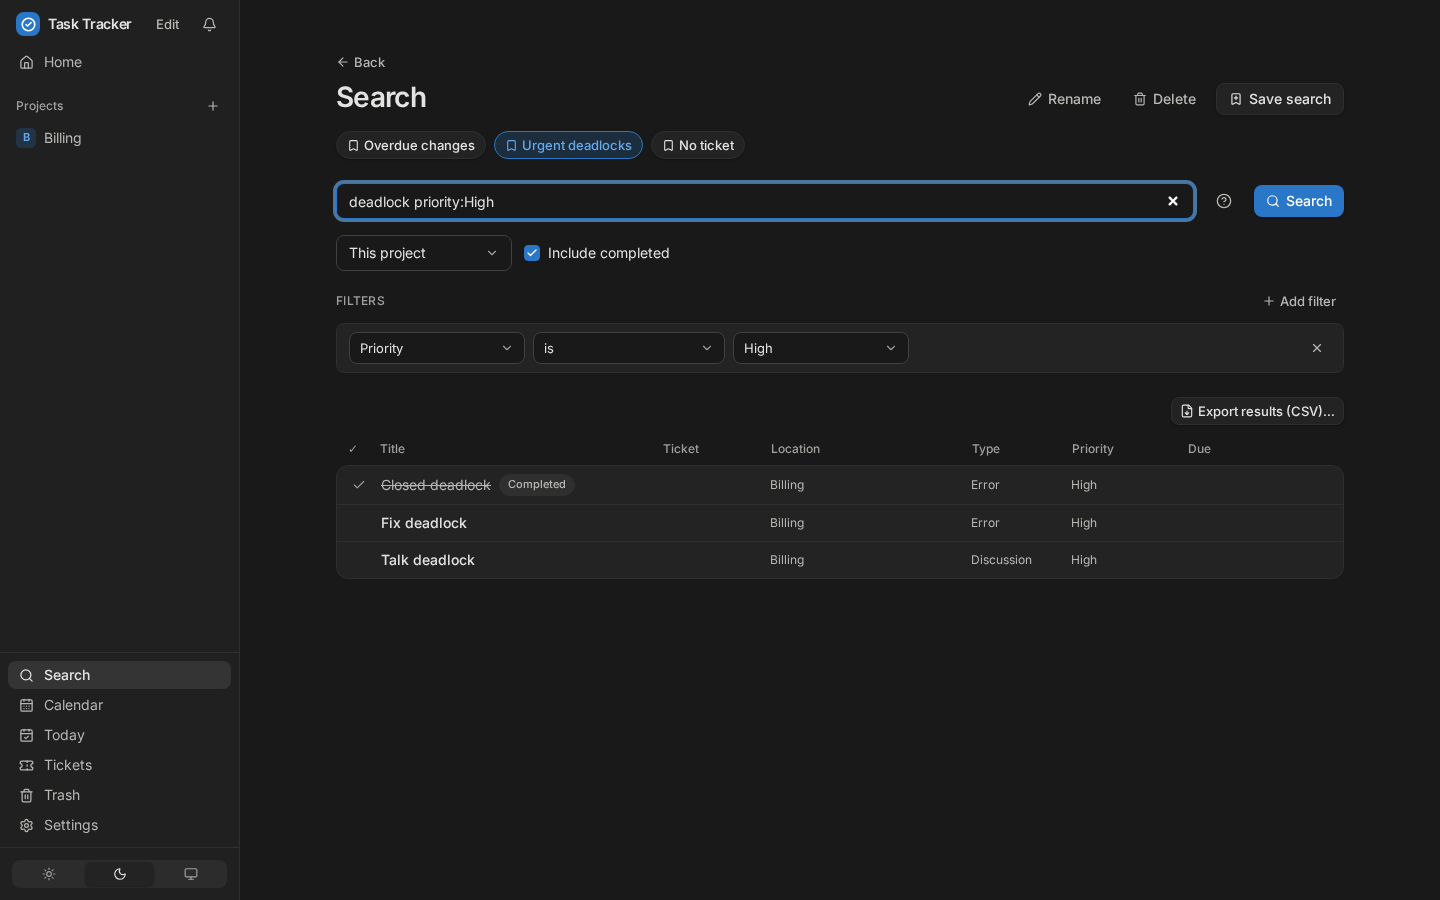 Task Tracker Edit
Home
Projects
B Billing
Search
Calendar
Today
Tickets
Trash
Settings
Back
Search
Rename Delete Save search
Overdue changes Urgent deadlocks No ticket
deadlock priority:High
Search
This project Include completed
FILTERS Add filter
Priority is High
Export results (CSV)...
✓ Title Ticket Location Type Priority Due
Closed deadlock Completed Billing Error High
Fix deadlock Billing Error High
Talk deadlock Billing Discussion High